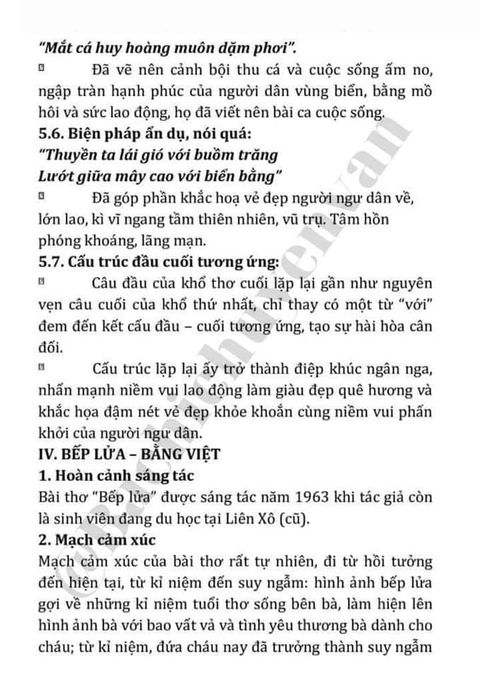 “Mắt cá huy hoàng muôn dặm phơi”.
Đã vẽ nên cảnh bội thu cá và cuộc sống ấm no,
ngập tràn hạnh phúc của người dân vùng biển, bằng mồ
hôi và sức lao động, họ đã viết nên bài ca cuộc sống.
5.6. Biện pháp ẩn dụ, nói quá:
“Thuyền ta lái gió với buồm trăng
Lướt giữa mây cao với biển bằng”
Đã góp phần khắc hoạ vẻ đẹp người ngư dân về,
lớn lao, kì vĩ ngang tầm thiên nhiên, vũ trụ. Tâm hồn
phóng khoáng, lãng mạn.
5.7. Cấu trúc đầu cuối tương ứng:
Câu đầu của khổ thơ cuối lặp lại gần như nguyên
vẹn câu cuối của khổ thứ nhất, chỉ thay có một từ “với”
đem đến kết cấu đầu – cuối tương ứng, tạo sự hài hòa cân
đối.
Cấu trúc lặp lại ấy trở thành điệp khúc ngân nga,
nhấn mạnh niềm vui lao động làm giàu đẹp quê hương và
khắc họa đậm nét vẻ đẹp khỏe khoắn cùng niềm vui phấn
khởi của người ngư dân.
IV. BẾP LỬA – BẰNG VIỆT
1. Hoàn cảnh sáng tác
Bài thơ “Bếp lửa” được sáng tác năm 1963 khi tác giả còn
là sinh viên đang du học tại Liên Xô (cũ).
2. Mạch cảm xúc
Mạch cảm xúc của bài thơ rất tự nhiên, đi từ hồi tưởng
đến hiện tại, từ kỉ niệm đến suy ngẫm: hình ảnh bếp lửa
gợi về những kỉ niệm tuổi thơ sống bên bà, làm hiện lên
hình ảnh bà với bao vất vả và tình yêu thương bà dành cho
cháu; từ kỉ niệm, đứa cháu nay đã trưởng thành suy ngẫm